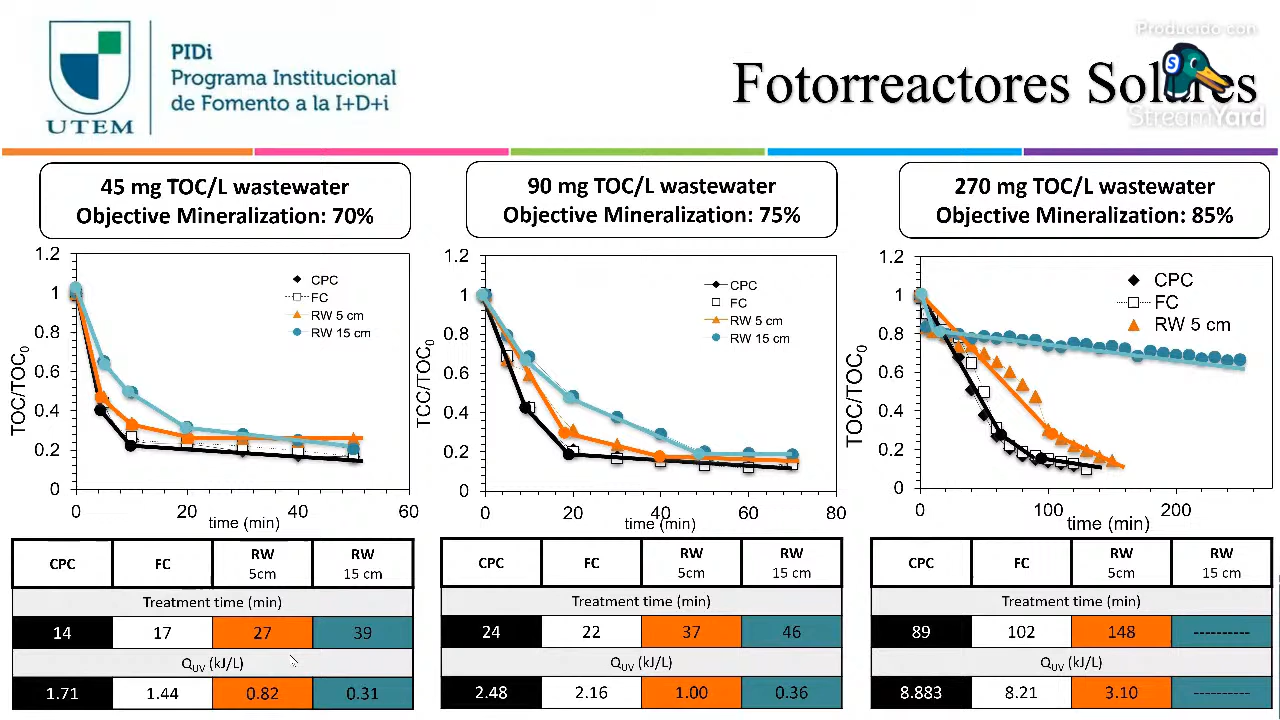 UTEM
PIDi
Programa Institucional
de Fomento a la I+D+i
Producido con
StreamYard
Fotorreactores Solares
45 mg TOC/L wastewater
Objective Mineralization: 70%
90 mg TOC/L wastewater
Objective Mineralization: 75%
270 mg TOC/L wastewater
Objective Mineralization: 85%
TOC/TOC0
1.2
1
0.8
0.6
0.4
0.2
0
0 20 40 60
time (min)
CPC
FC
RW 5 cm
RW 15 cm
TCC/TOC0
1.2
1
0.8
0.6
0.4
0.2
0
0 20 40 60 80
time (min)
CPC
FC
RW 5 cm
RW 15 cm
TOC/TOC0
1.2
1
0.8
0.6
0.4
0.2
0
0 100 200
time (min)
CPC
FC
RW 5 cm
CPC FC RW 5cm RW 15 cm
Treatment time (min)
14 17 27 39
QUV (kJ/L)
1.71 1.44 0.82 0.31
CPC FC RW 5cm RW 15 cm
Treatment time (min)
24 22 37 46
QUV (kJ/L)
2.48 2.16 1.00 0.36
CPC FC RW 5cm RW 15 cm
Treatment time (min)
89 102 148 ----------
QUV (kJ/L)
8.883 8.21 3.10 ----------